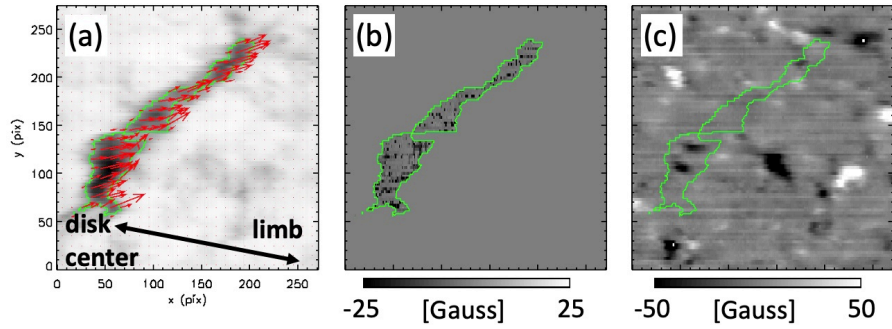 (a)
(b)
(c)
250
200
150
100
50
0
y (pix)
disk
center
limb
0 50 100 150 200 250
x (pix)
-25 [Gauss] 25
-50 [Gauss] 50